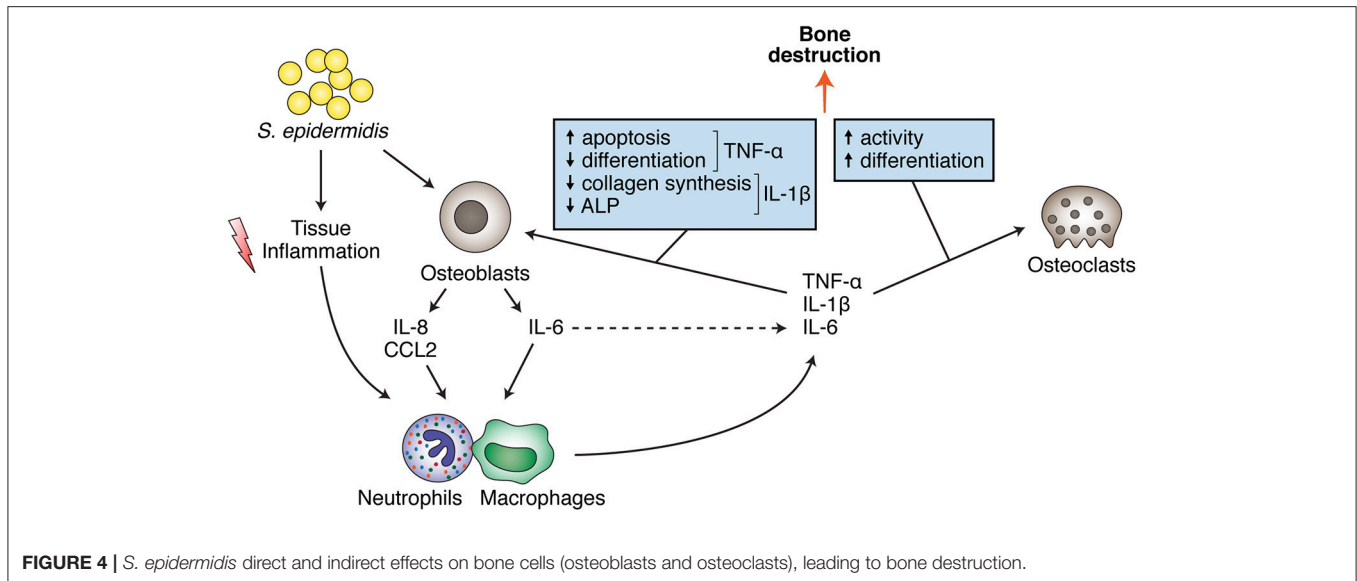 Bone
destruction
S. epidermidis
↑ apoptosis
↓ differentiation
TNF-α
↓ collagen synthesis
↓ ALP
IL-1β
↑ activity
↑ differentiation
Tissue
Inflammation
Osteoblasts
Osteoclasts
TNF-α
IL-1β
IL-6
IL-8
CCL2
IL-6
Neutrophils
Macrophages
FIGURE 4 | S. epidermidis direct and indirect effects on bone cells (osteoblasts and osteoclasts), leading to bone destruction.